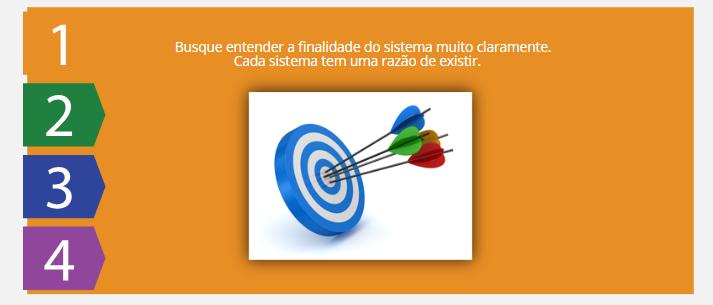 1
Busque entender a finalidade do sistema muito claramente.
Cada sistema tem uma razão de existir.
2
3
4